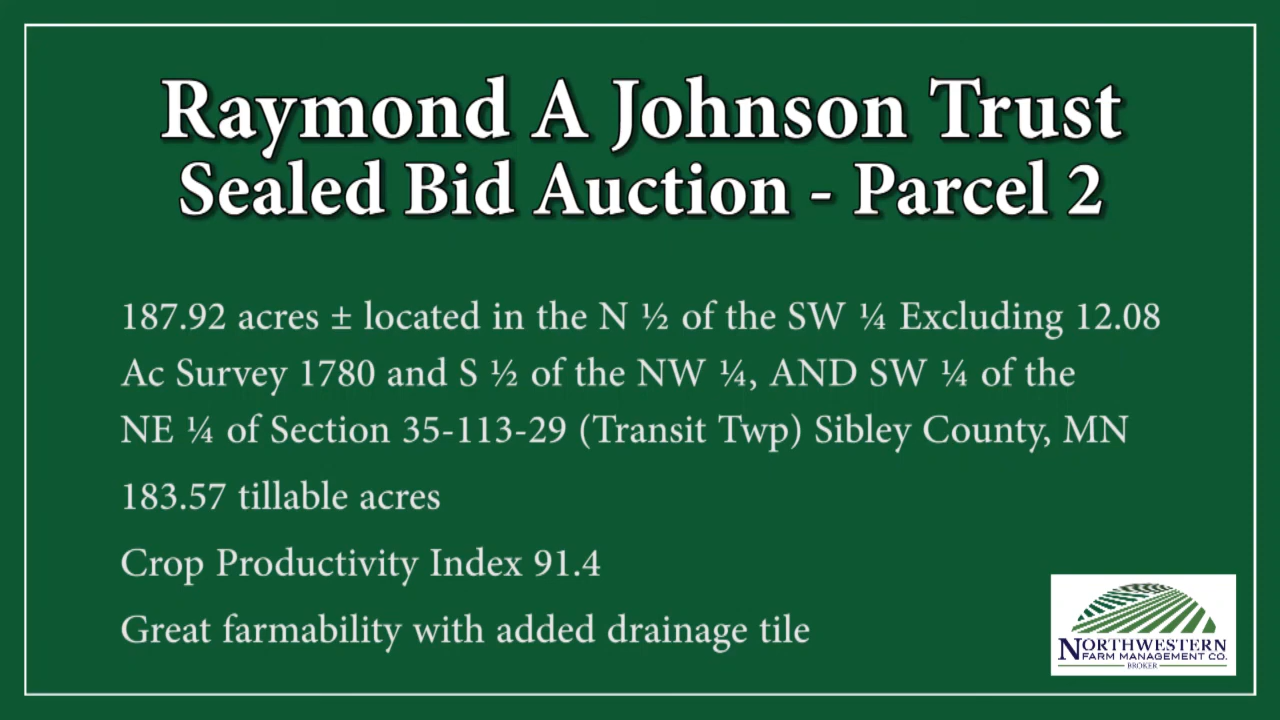 Raymond A Johnson Trust
Sealed Bid Auction - Parcel 2
187.92 acres ± located in the N ½ of the SW ¼ Excluding 12.08
Ac Survey 1780 and S ½ of the NW ¼, AND SW ¼ of the
NE ¼ of Section 35-113-29 (Transit Twp) Sibley County, MN
183.57 tillable acres
Crop Productivity Index 91.4
Great farmability with added drainage tile
NORTHWESTERN
FARM MANAGEMENT CO.
BROKER